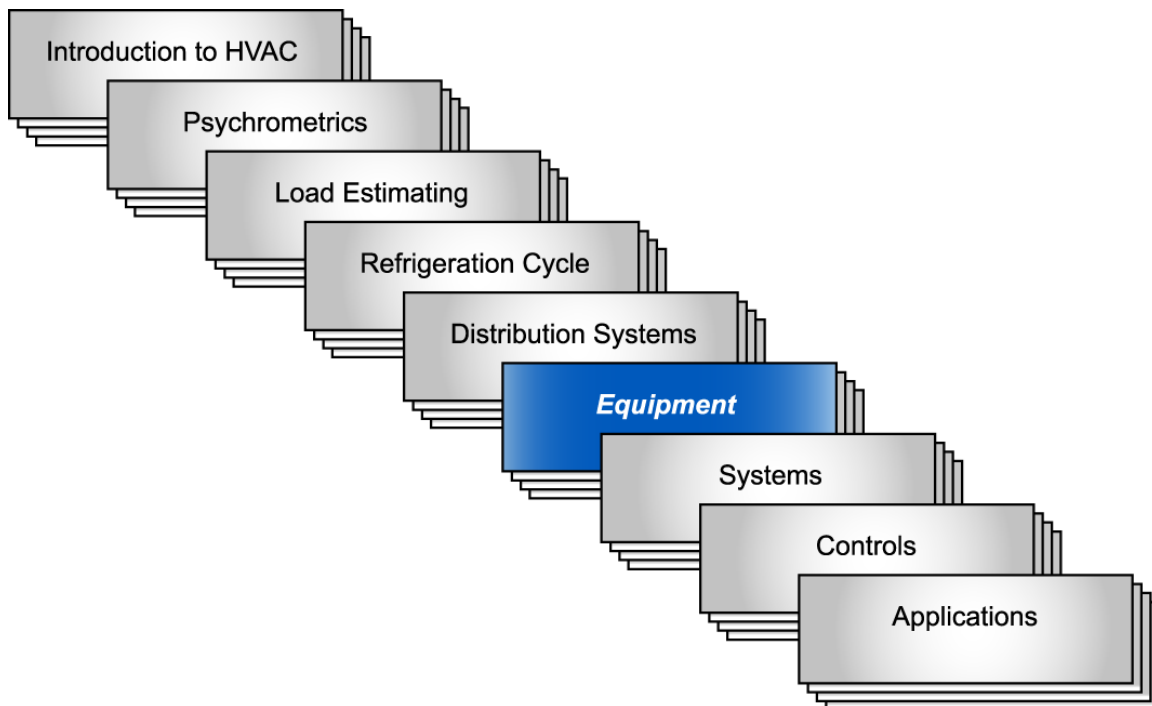 Introduction to HVAC
Psychrometrics
Load Estimating
Refrigeration Cycle
Distribution Systems
Equipment
Systems
Controls
Applications